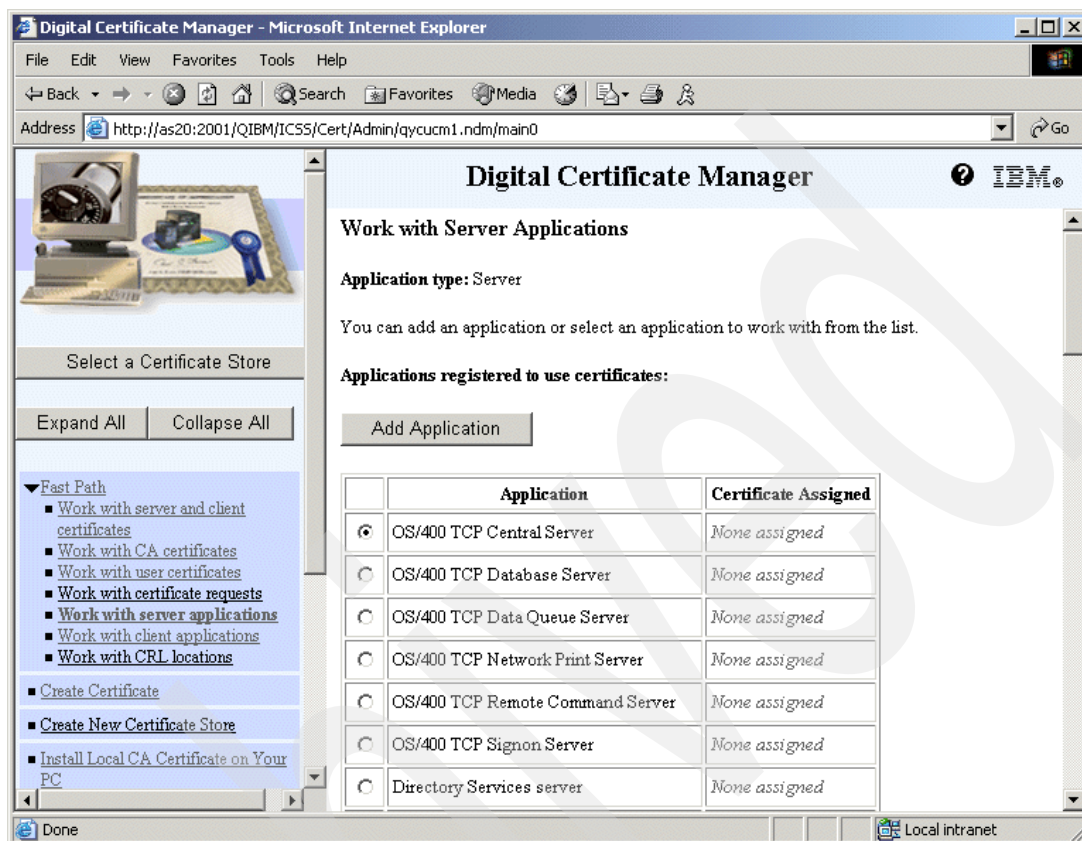 Digital Certificate Manager - Microsoft Internet Explorer
File Edit View Favorites Tools Help
Back Search Favorites Media
Address http://as20:2001/QIBM/ICSS/Cert/Admin/qycucm1.ndm/main0 Go
Digital Certificate Manager
IBM®
Select a Certificate Store
Expand All Collapse All
Fast Path
Work with server and client
certificates
Work with CA certificates
Work with user certificates
Work with certificate requests
Work with server applications
Work with client applications
Work with CRL locations
Create Certificate
Create New Certificate Store
Install Local CA Certificate on Your
PC
Work with Server Applications
Application type: Server
You can add an application or select an application to work with from the list.
Applications registered to use certificates:
Add Application
Application Certificate Assigned
OS/400 TCP Central Server None assigned
OS/400 TCP Database Server None assigned
OS/400 TCP Data Queue Server None assigned
OS/400 TCP Network Print Server None assigned
OS/400 TCP Remote Command Server None assigned
OS/400 TCP Signon Server None assigned
Directory Services server None assigned
Done Local intranet